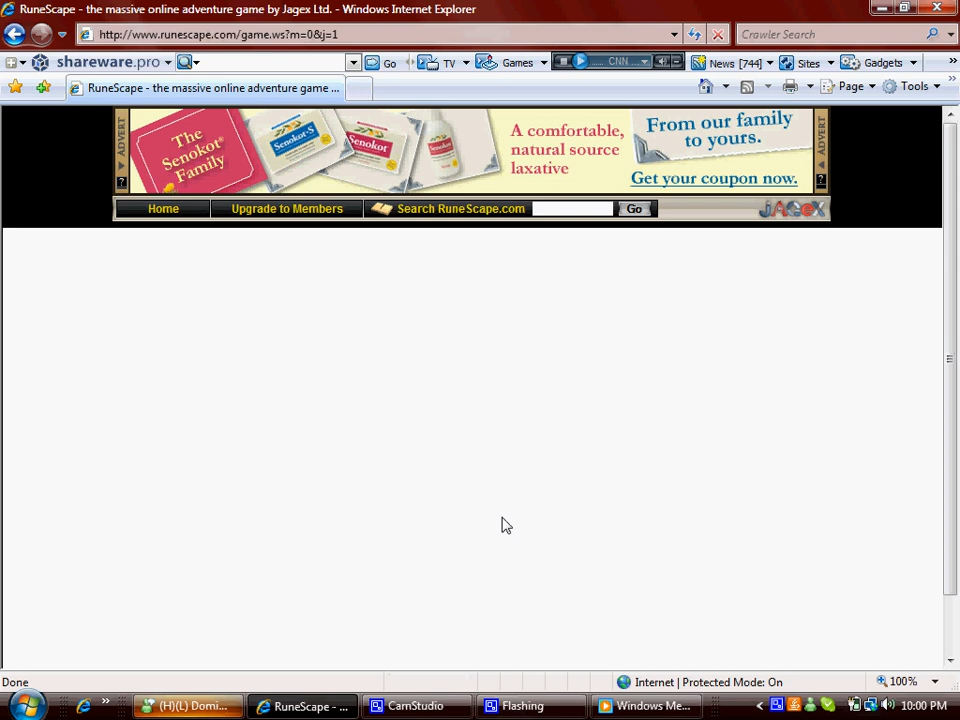 RuneScape - the massive online adventure game by Jagex Ltd. - Windows Internet Explorer
http://www.runescape.com/game.ws?m=0&j=1
Crawler Search
shareware.pro
Go
TV
Games
CNN
News [744]
Sites
Gadgets
»
RuneScape - the massive online adventure game ...
Page
Tools
»
ADVERT
?
The
Senokot®
Family
Senokot•S
Senokot
A comfortable,
natural source
laxative
From our family
to yours.
Get your coupon now.
ADVERT
?
Home
Upgrade to Members
Search RuneScape.com
Go
JAGEX
Done
Internet | Protected Mode: On
100%
»
(H)(L) Domi...
RuneScape - ...
CamStudio
Flashing
Windows Me...
<
10:00 PM